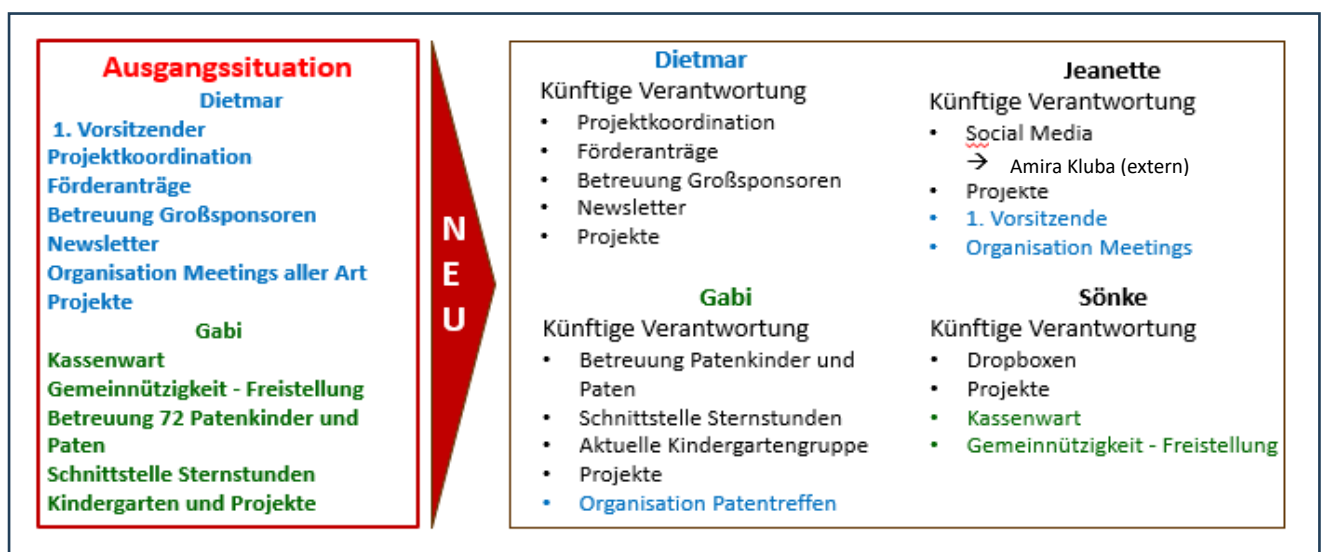 Ausgangssituation
Dietmar
1. Vorsitzender
Projektkoordination
Förderanträge
Betreuung Großsponsoren
Newsletter
Organisation Meetings aller Art
Projekte
Gabi
Kassenwart
Gemeinnützigkeit - Freistellung
Betreuung 72 Patenkinder und
Paten
Schnittstelle Sternstunden
Kindergarten und Projekte
N
E
U
Dietmar
Künftige Verantwortung
• Projektkoordination
• Förderanträge
• Betreuung Großsponsoren
• Newsletter
• Projekte
Jeanette
Künftige Verantwortung
• Social Media
→ Amira Kluba (extern)
• Projekte
• 1. Vorsitzende
• Organisation Meetings
Gabi
Künftige Verantwortung
• Betreuung Patenkinder und
Paten
• Schnittstelle Sternstunden
• Aktuelle Kindergartengruppe
• Projekte
• Organisation Patentreffen
Sönke
Künftige Verantwortung
• Dropboxen
• Projekte
• Kassenwart
• Gemeinnützigkeit - Freistellung